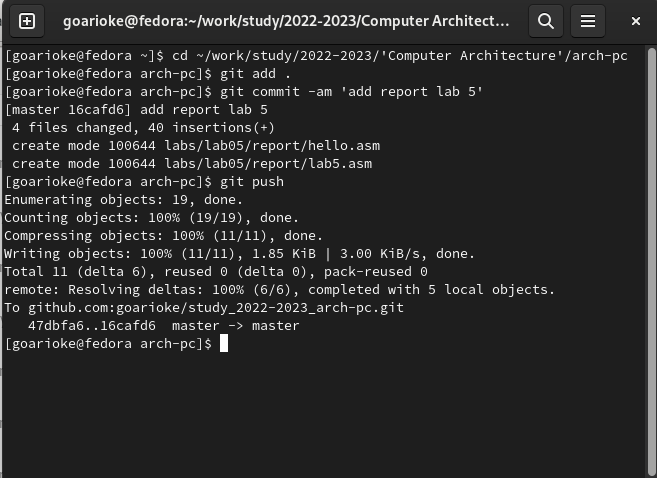 goarioke@fedora:~/work/study/2022-2023/Computer Architect...
[goarioke@fedora ~]$ cd ~/work/study/2022-2023/'Computer Architecture'/arch-pc
[goarioke@fedora arch-pc]$ git add .
[goarioke@fedora arch-pc]$ git commit -am 'add report lab 5'
[master 16cafd6] add report lab 5
 4 files changed, 40 insertions(+)
 create mode 100644 labs/lab05/report/hello.asm
 create mode 100644 labs/lab05/report/lab5.asm
[goarioke@fedora arch-pc]$ git push
Enumerating objects: 19, done.
Counting objects: 100% (19/19), done.
Compressing objects: 100% (11/11), done.
Writing objects: 100% (11/11), 1.85 KiB | 3.00 KiB/s, done.
Total 11 (delta 6), reused 0 (delta 0), pack-reused 0
remote: Resolving deltas: 100% (6/6), completed with 5 local objects.
To github.com:goarioke/study_2022-2023_arch-pc.git
   47dbfa6..16cafd6  master -> master
[goarioke@fedora arch-pc]$